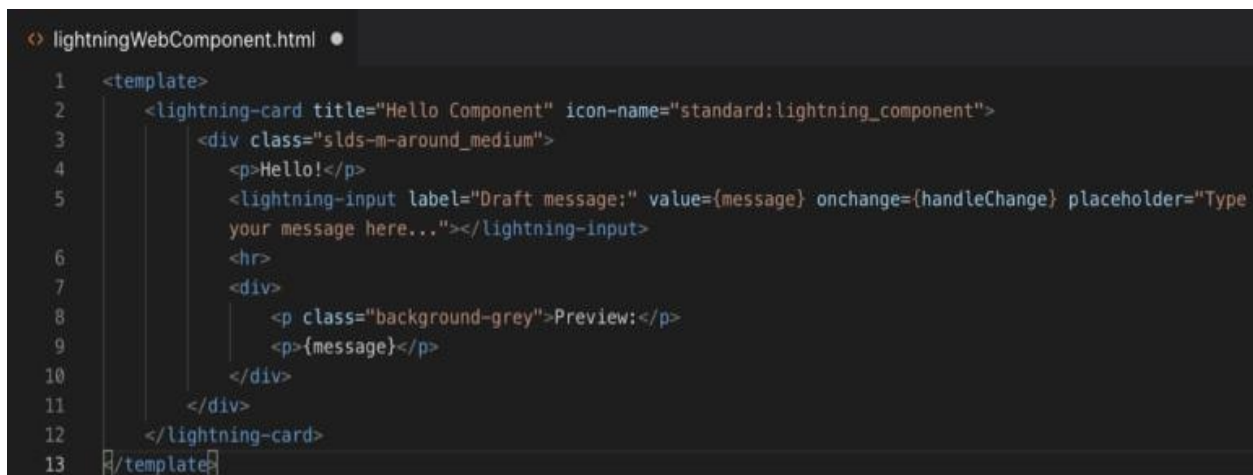 <> lightningWebComponent.html ●
1 <template>
2 <lightning-card title="Hello Component" icon-name="standard:lightning_component">
3 <div class="slds-m-around_medium">
4 <p>Hello!</p>
5 <lightning-input label="Draft message:" value={message} onchange={handleChange} placeholder="Type
your message here..."></lightning-input>
6 <hr>
7 <div>
8 <p class="background-grey">Preview:</p>
9 <p>{message}</p>
10 </div>
11 </div>
12 </lightning-card>
13 </template>